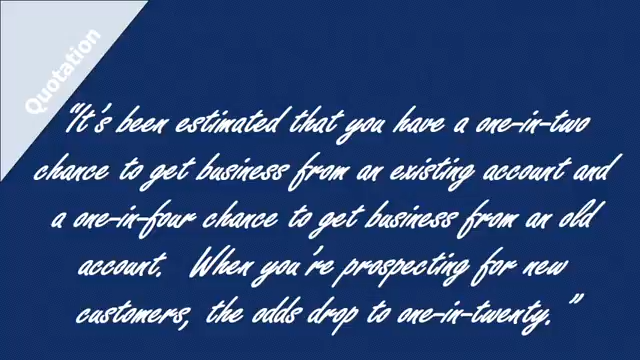 Quotation
"It's been estimated that you have a one-in-two
chance to get business from an existing account and
a one-in-four chance to get business from an old
account. When you're prospecting for new
customers, the odds drop to one-in-twenty."